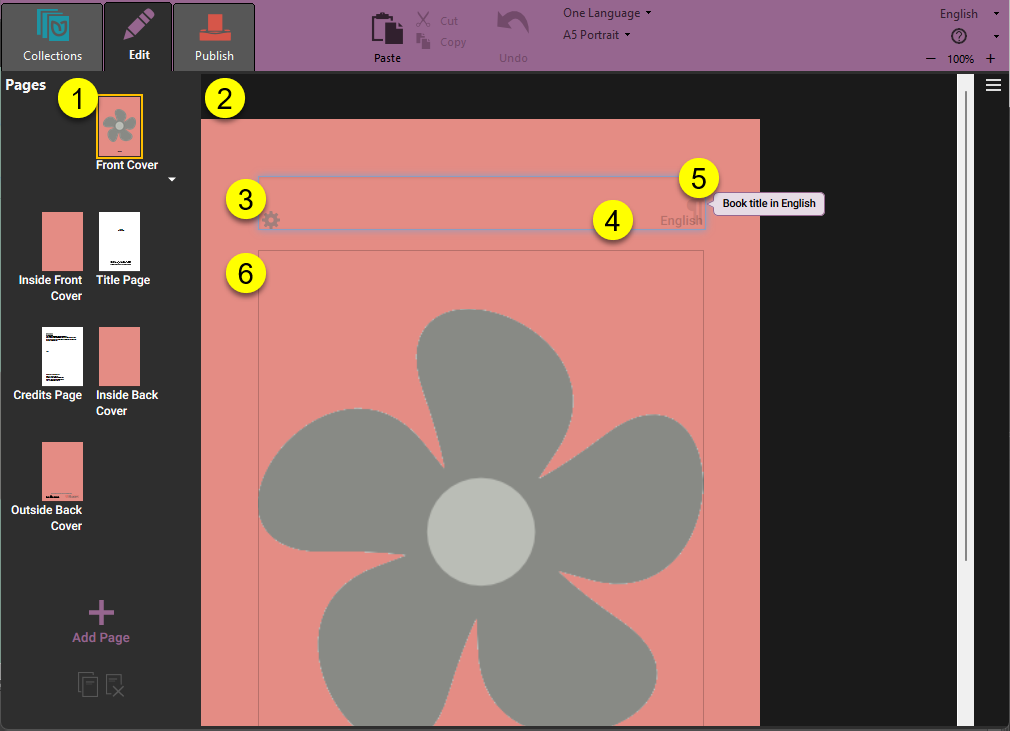 Collections
Edit
Publish
Paste
Cut
Copy
Undo
One Language
A5 Portrait
English
100%
Pages
Front Cover
Inside Front
Cover
Title Page
Credits Page
Inside Back
Cover
Outside Back
Cover
Add Page
1
2
3
4
5
6
English
Book title in English